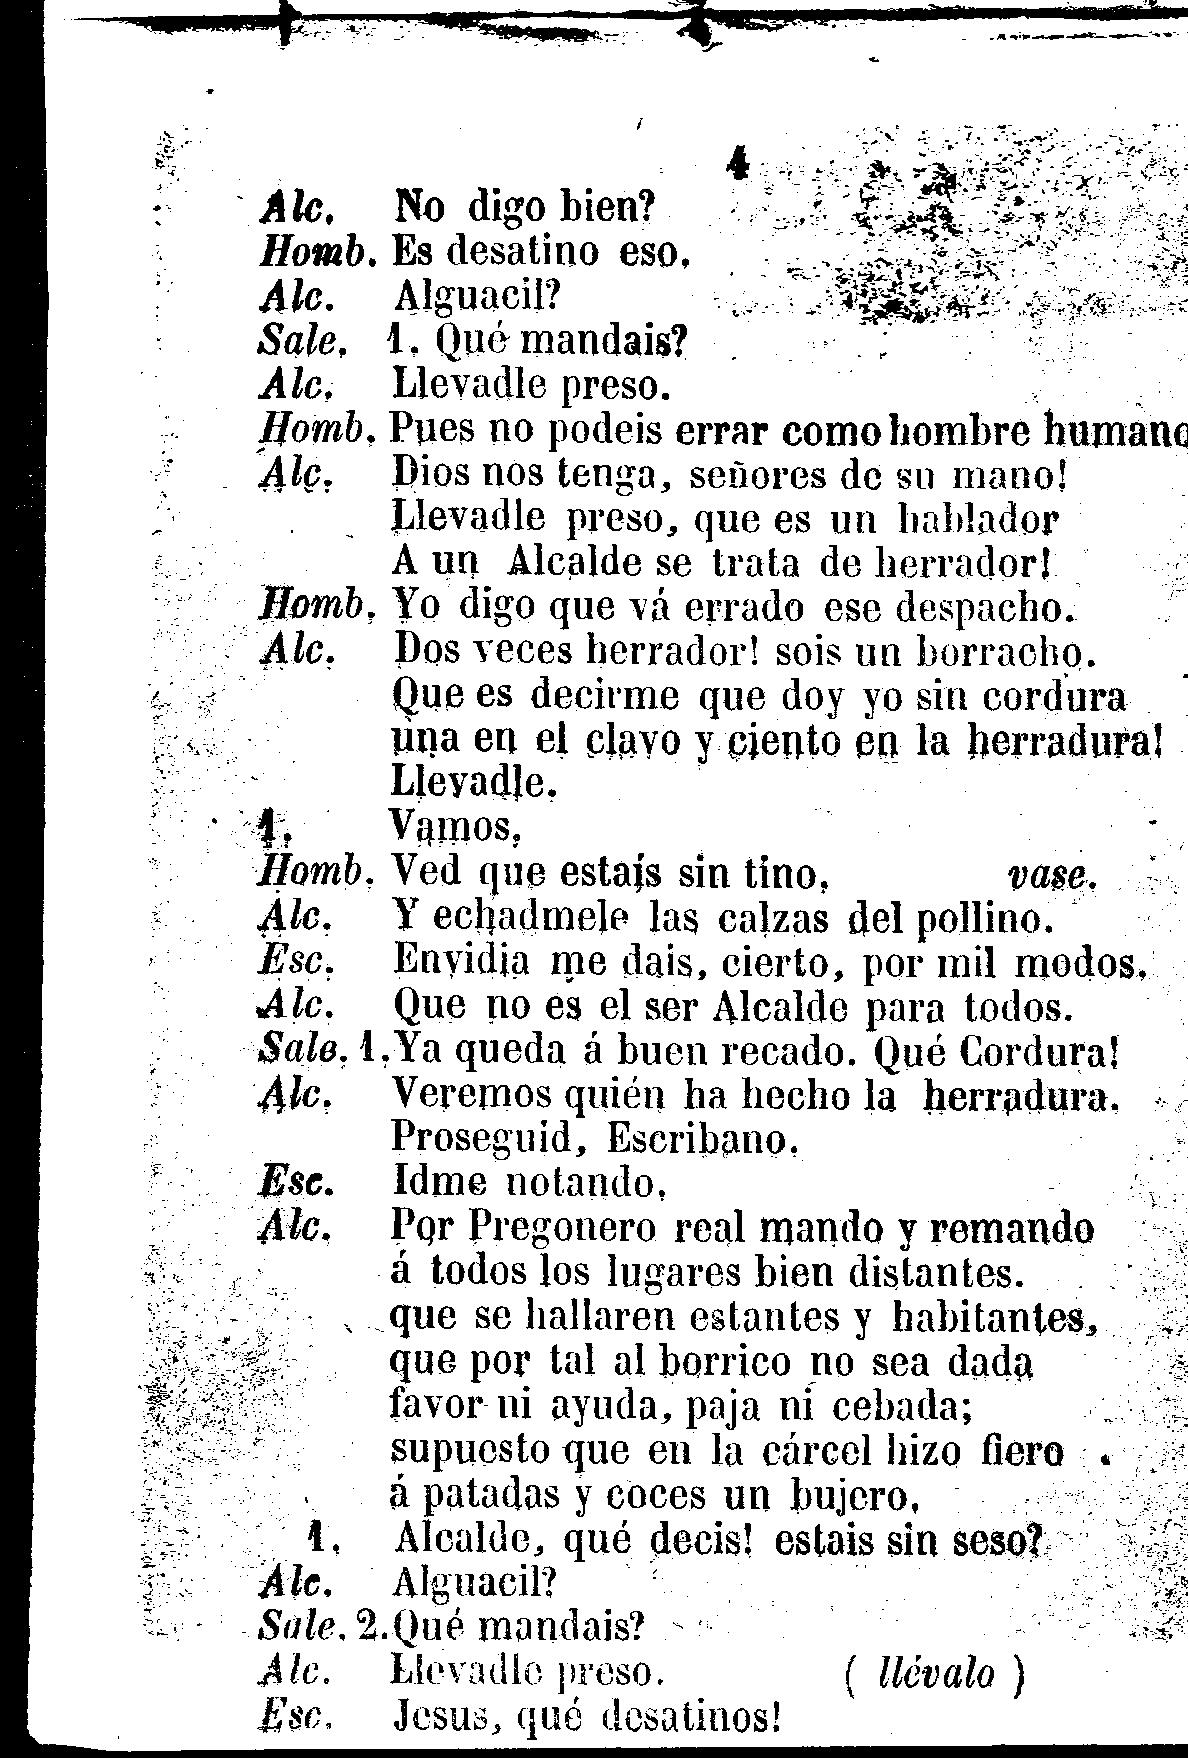 4
Alc. No digo bien?
Homb. Es desatino eso.
Alc. Alguacil?
Sale. 1. Qué mandais?
Alc. Llevadle preso.
Homb. Pues no podeis errar como hombre humano
Alc. Dios nos tenga, señores de su mano!
Llevadle preso, que es un hablador
A un Alcalde se trata de herrador!
Homb. Yo digo que vá errado ese despacho.
Alc. Dos veces herrador! sois un borracho.
Que es decirme que doy yo sin cordura
una en el clavo y ciento en la herradura!
Llevadle.
1. Vamos.
Homb. Ved que estais sin tino. vase.
Alc. Y echadmele las calzas del pollino.
Esc. Envidia me dais, cierto, por mil modos.
Alc. Que no es el ser Alcalde para todos.
Sale. 1. Ya queda á buen recado. Qué Cordura!
Alc. Veremos quién ha hecho la herradura.
Proseguid, Escribano.
Esc. Idme notando.
Alc. Por Pregonero real mando y remando
á todos los lugares bien distantes.
que se hallaren estantes y habitantes,
que por tal al borrico no sea dada
favor ni ayuda, paja ni cebada;
supuesto que en la cárcel hizo fiero
á patadas y coces un bujero.
1. Alcalde, qué decis! estais sin seso?
Alc. Alguacil?
Sale. 2. Qué mandais?
Alc. Llevadle preso. ( llévalo )
Esc. Jesus, qué desatinos!